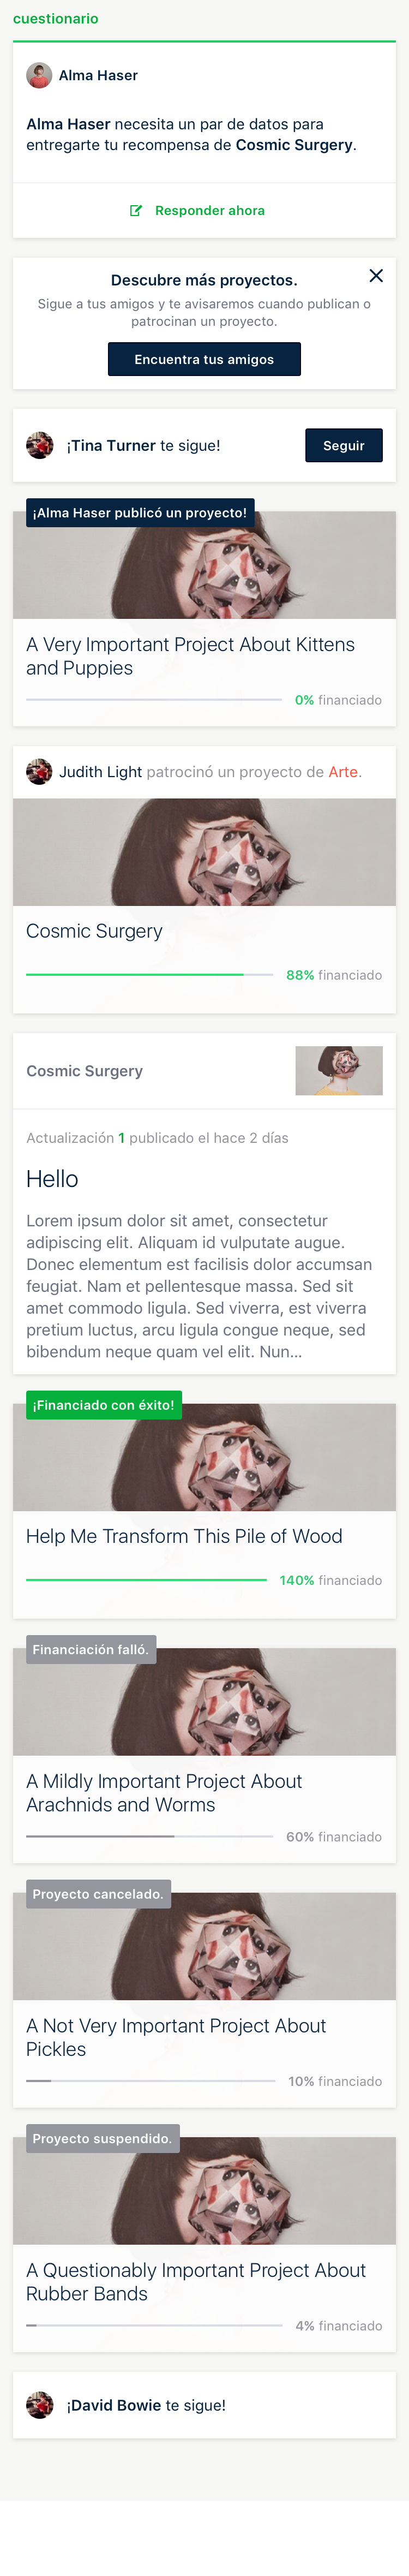 cuestionario
Alma Haser
Alma Haser necesita un par de datos para
entregarte tu recompensa de Cosmic Surgery.
Responder ahora
Descubre más proyectos.
Sigue a tus amigos y te avisaremos cuando publican o
patrocinan un proyecto.
Encuentra tus amigos
¡Tina Turner te sigue!
Seguir
¡Alma Haser publicó un proyecto!
A Very Important Project About Kittens
and Puppies
0% financiado
Judith Light patrocinó un proyecto de Arte.
Cosmic Surgery
88% financiado
Cosmic Surgery
Actualización 1 publicado el hace 2 días
Hello
Lorem ipsum dolor sit amet, consectetur
adipiscing elit. Aliquam id vulputate augue.
Donec elementum est facilisis dolor accumsan
feugiat. Nam et pellentesque massa. Sed sit
amet commodo ligula. Sed viverra, est viverra
pretium luctus, arcu ligula congue neque, sed
bibendum neque quam vel elit. Nun...
¡Financiado con éxito!
Help Me Transform This Pile of Wood
140% financiado
Financiación falló.
A Mildly Important Project About
Arachnids and Worms
60% financiado
Proyecto cancelado.
A Not Very Important Project About
Pickles
10% financiado
Proyecto suspendido.
A Questionably Important Project About
Rubber Bands
4% financiado
¡David Bowie te sigue!